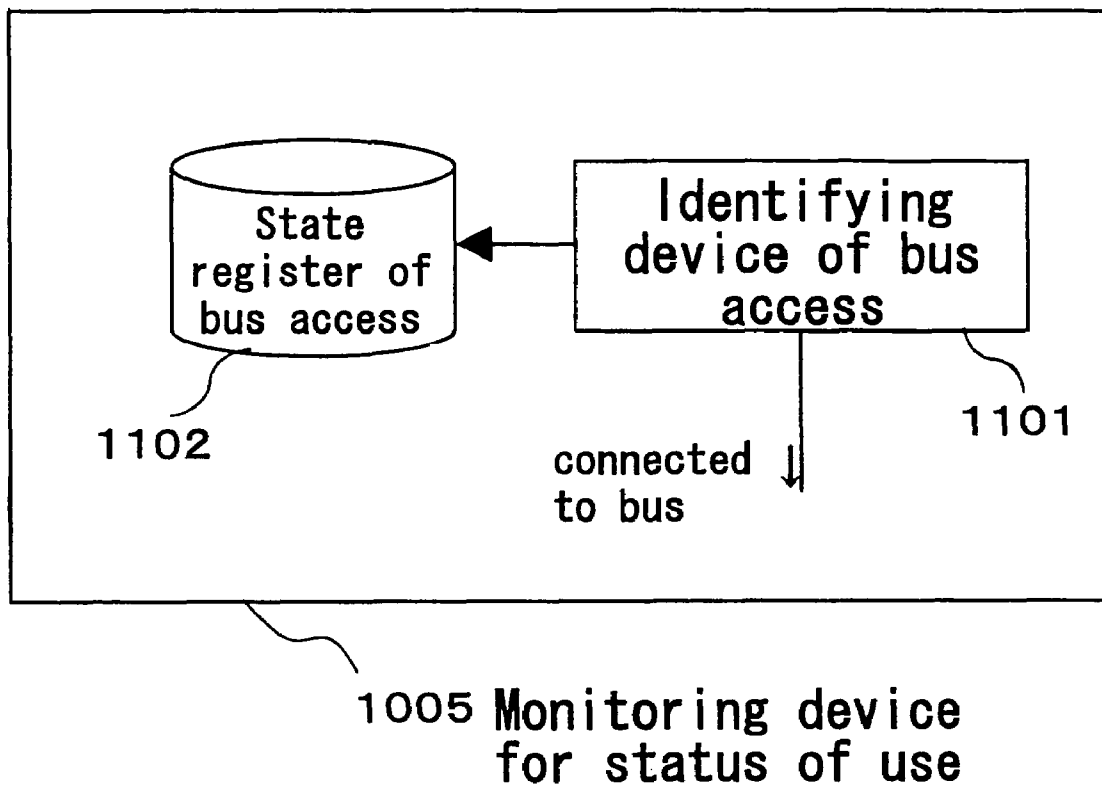 State
register of
bus access
Identifying
device of bus
access
1102
1101
connected
to bus
1005 Monitoring device
for status of use